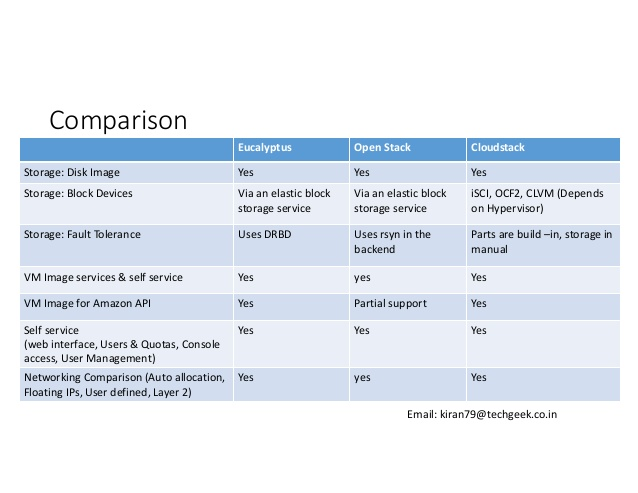 Comparison
Eucalyptus Open Stack Cloudstack
Storage: Disk Image Yes Yes Yes
Storage: Block Devices Via an elastic block Via an elastic block iSCI, OCF2, CLVM (Depends
storage service storage service on Hypervisor)
Storage: Fault Tolerance Uses DRBD Uses rsyn in the Parts are build –in, storage in
backend manual
VM Image services & self service Yes yes Yes
VM Image for Amazon API Yes Partial support Yes
Self service Yes Yes Yes
(web interface, Users & Quotas, Console
access, User Management)
Networking Comparison (Auto allocation, Yes yes Yes
Floating IPs, User defined, Layer 2)
Email: kiran79@techgeek.co.in